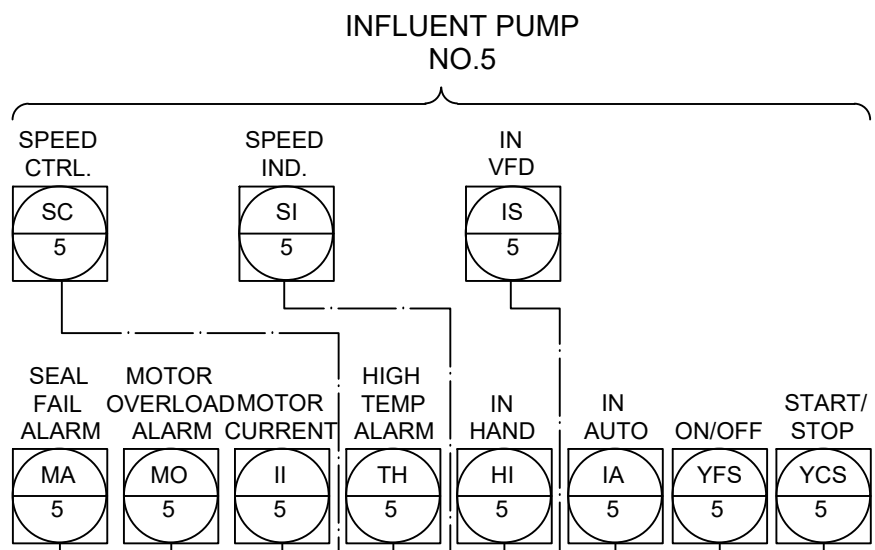 INFLUENT PUMP
NO.5
SPEED
CTRL.
SPEED
IND.
IN
VFD
SC
5
SI
5
IS
5
SEAL
FAIL
ALARM
MOTOR
OVERLOAD
ALARM
MOTOR
CURRENT
HIGH
TEMP
ALARM
IN
HAND
IN
AUTO
ON/OFF
START/
STOP
MA
5
MO
5
II
5
TH
5
HI
5
IA
5
YFS
5
YCS
5